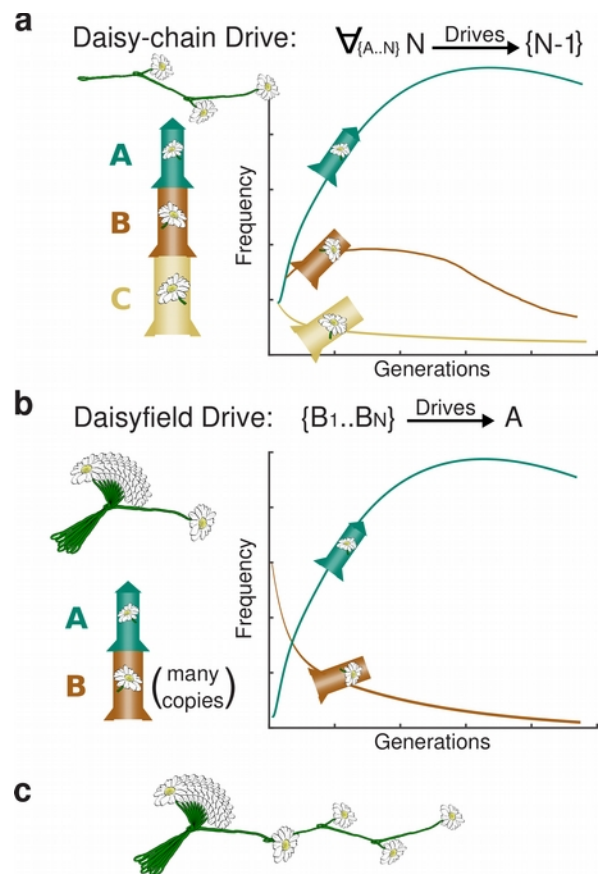 a
Daisy-chain Drive: ∀{A..N} N Drives → {N-1}
A
B
C
Frequency
Generations
b
Daisyfield Drive: {B1..BN} Drives → A
A
B (many copies)
Frequency
Generations
c